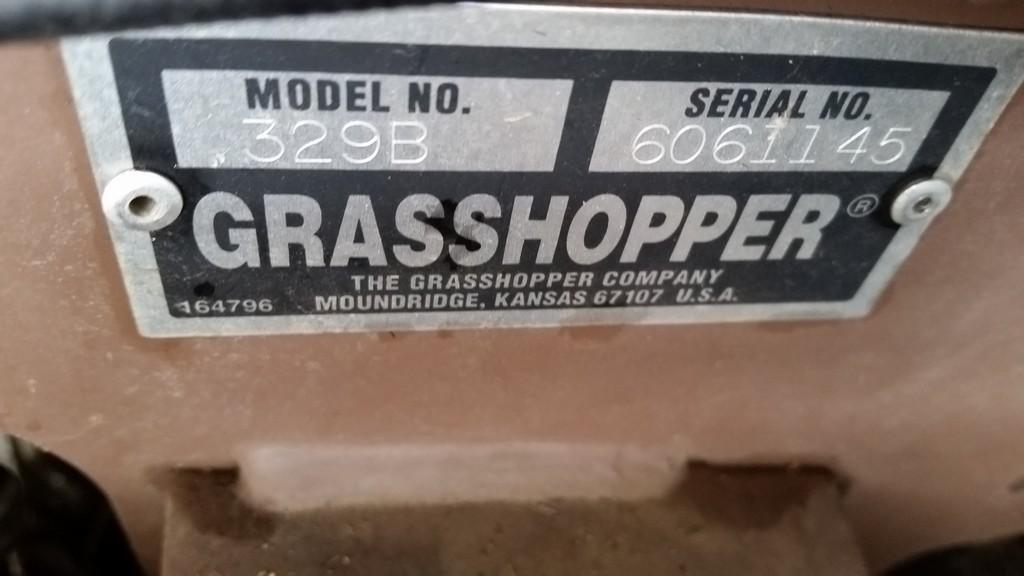 MODEL NO.
329B
SERIAL NO.
6061145
GRASSHOPPER®
THE GRASSHOPPER COMPANY
MOUNDRIDGE, KANSAS 67107 U.S.A.
164796